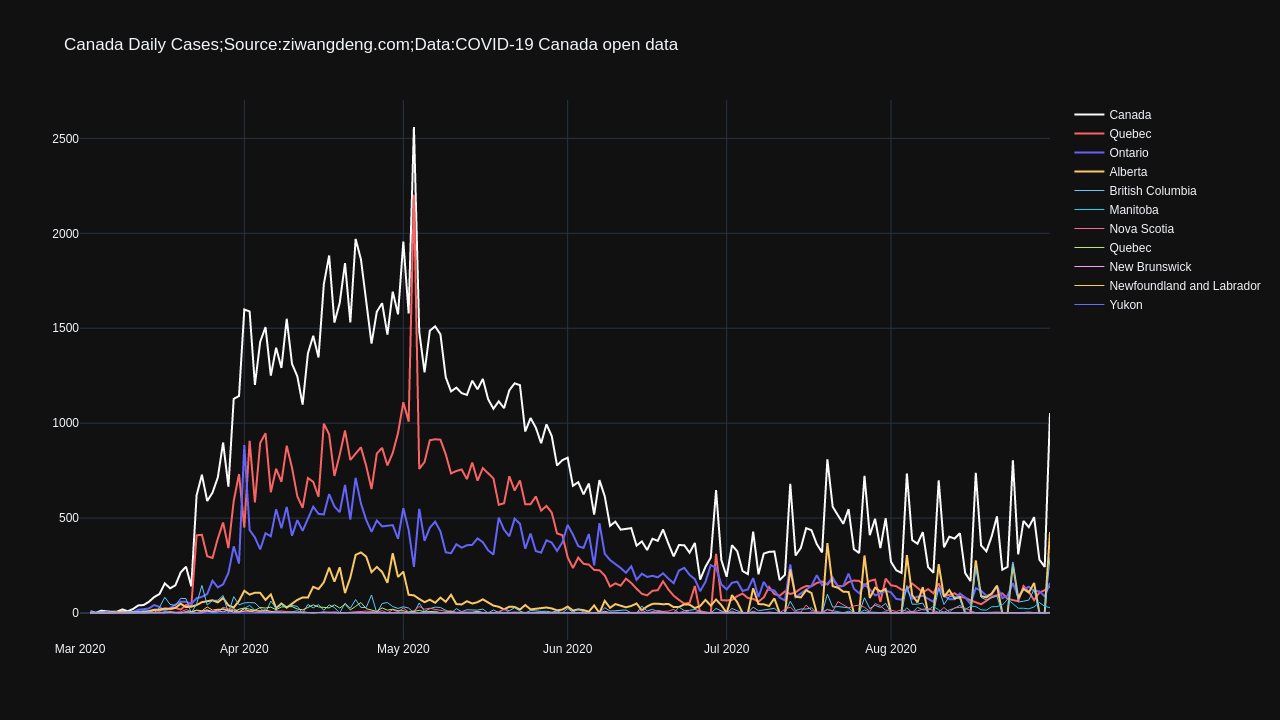 Canada Daily Cases;Source:ziwangdeng.com;Data:COVID-19 Canada open data
2500
2000
1500
1000
500
0
Mar 2020
Apr 2020
May 2020
Jun 2020
Jul 2020
Aug 2020
Canada
Quebec
Ontario
Alberta
British Columbia
Manitoba
Nova Scotia
Quebec
New Brunswick
Newfoundland and Labrador
Yukon